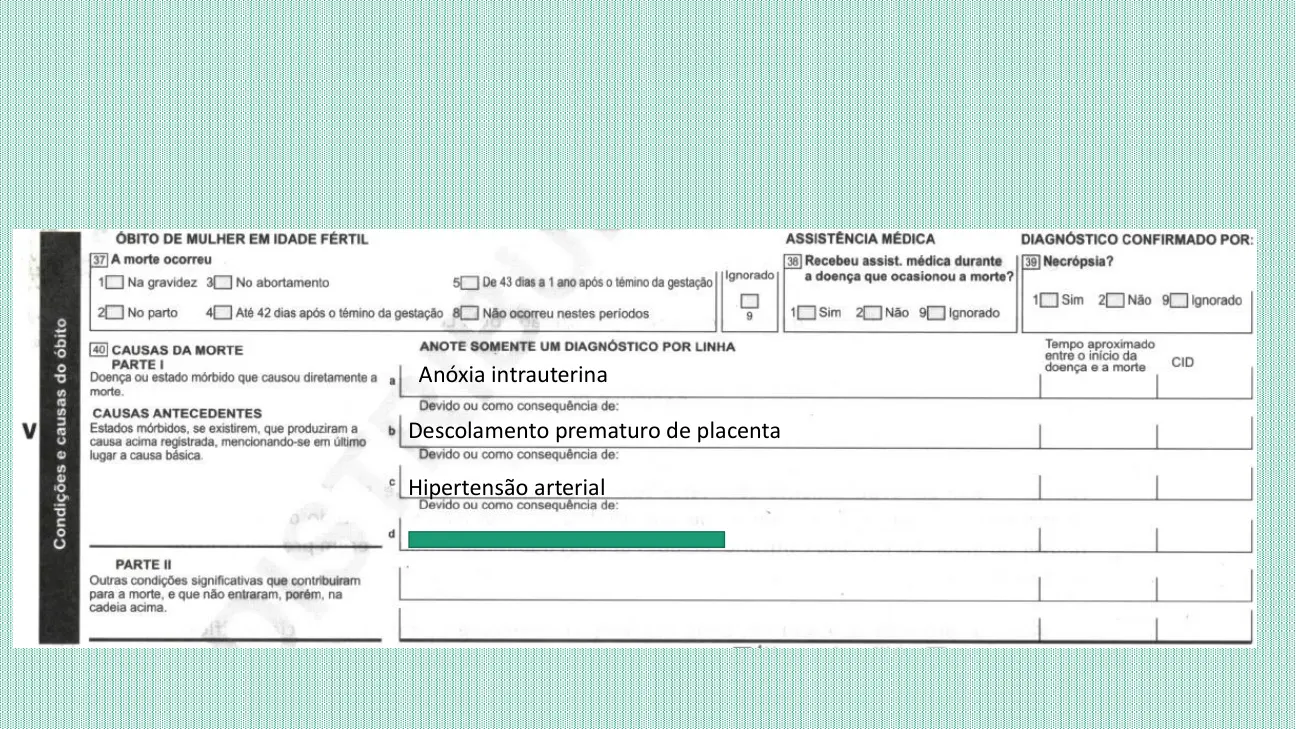 ÓBITO DE MULHER EM IDADE FÉRTIL
37 A morte ocorreu
1 Na gravidez 3 No abortamento 5 De 43 dias a 1 ano após o témino da gestação
2 No parto 4 Até 42 dias após o témino da gestação 8 Não ocorreu nestes períodos
Ignorado
9
ASSISTÊNCIA MÉDICA
38 Recebeu assist. médica durante
a doença que ocasionou a morte?
1 Sim 2 Não 9 Ignorado
DIAGNÓSTICO CONFIRMADO POR:
39 Necrópsia?
1 Sim 2 Não 9 Ignorado
V
Condições e causas do óbito
40 CAUSAS DA MORTE
PARTE I
Doença ou estado mórbido que causou diretamente a
morte.
CAUSAS ANTECEDENTES
Estados mórbidos, se existirem, que produziram a
causa acima registrada, mencionando-se em último
lugar a causa básica.
ANOTE SOMENTE UM DIAGNÓSTICO POR LINHA
Tempo aproximado
entre o início da
doença e a morte
CID
a Anóxia intrauterina
Devido ou como consequência de:
b Descolamento prematuro de placenta
Devido ou como consequência de:
c Hipertensão arterial
Devido ou como consequência de:
d
PARTE II
Outras condições significativas que contribuíram
para a morte, e que não entraram, porém, na
cadeia acima.